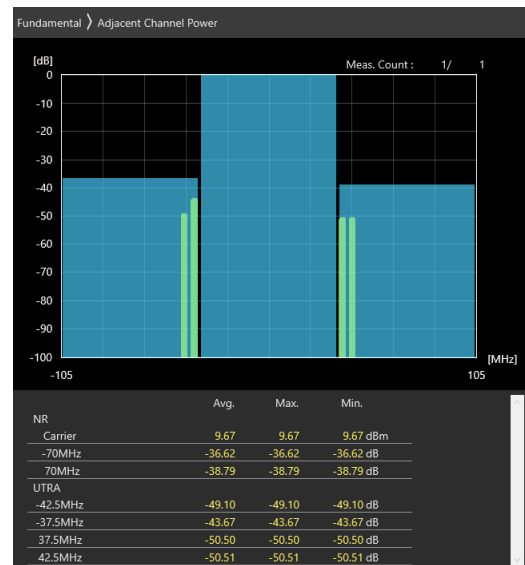 Fundamental 〉 Adjacent Channel Power
[dB]
Meas. Count : 1/ 1
0
-10
-20
-30
-40
-50
-60
-70
-80
-90
-100
[MHz]
-105 105
Avg. Max. Min.
NR
Carrier 9.67 9.67 9.67 dBm
-70MHz -36.62 -36.62 -36.62 dB
70MHz -38.79 -38.79 -38.79 dB
UTRA
-42.5MHz -49.10 -49.10 -49.10 dB
-37.5MHz -43.67 -43.67 -43.67 dB
37.5MHz -50.50 -50.50 -50.50 dB
42.5MHz -50.51 -50.51 -50.51 dB